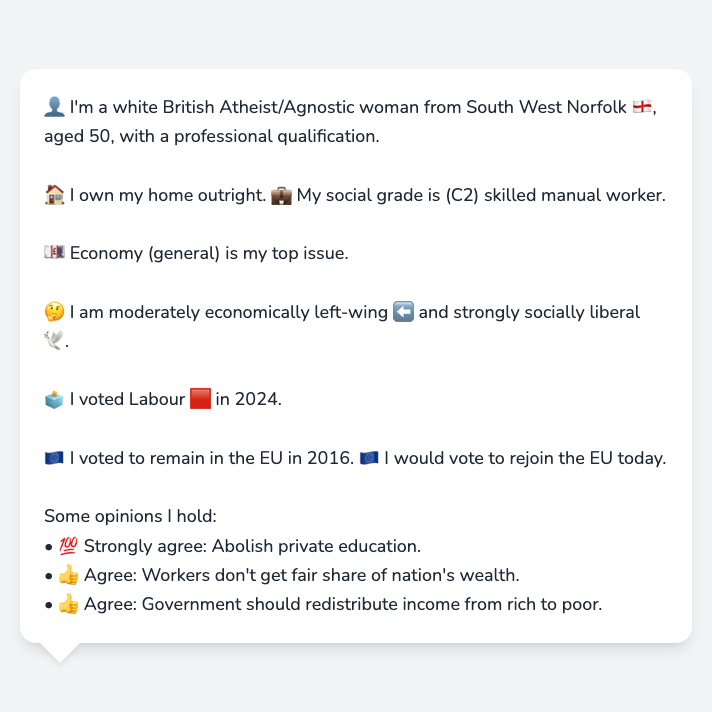 👤 I'm a white British Atheist/Agnostic woman from South West Norfolk 🏴󠁧󠁢󠁥󠁮󠁧󠁿,
aged 50, with a professional qualification.
🏠 I own my home outright. 💼 My social grade is (C2) skilled manual worker.
💷 Economy (general) is my top issue.
🤔 I am moderately economically left-wing ⬅️ and strongly socially liberal
🕊️.
🗳️ I voted Labour 🟥 in 2024.
🇪🇺 I voted to remain in the EU in 2016. 🇪🇺 I would vote to rejoin the EU today.
Some opinions I hold:
• 💯 Strongly agree: Abolish private education.
• 👍 Agree: Workers don't get fair share of nation's wealth.
• 👍 Agree: Government should redistribute income from rich to poor.